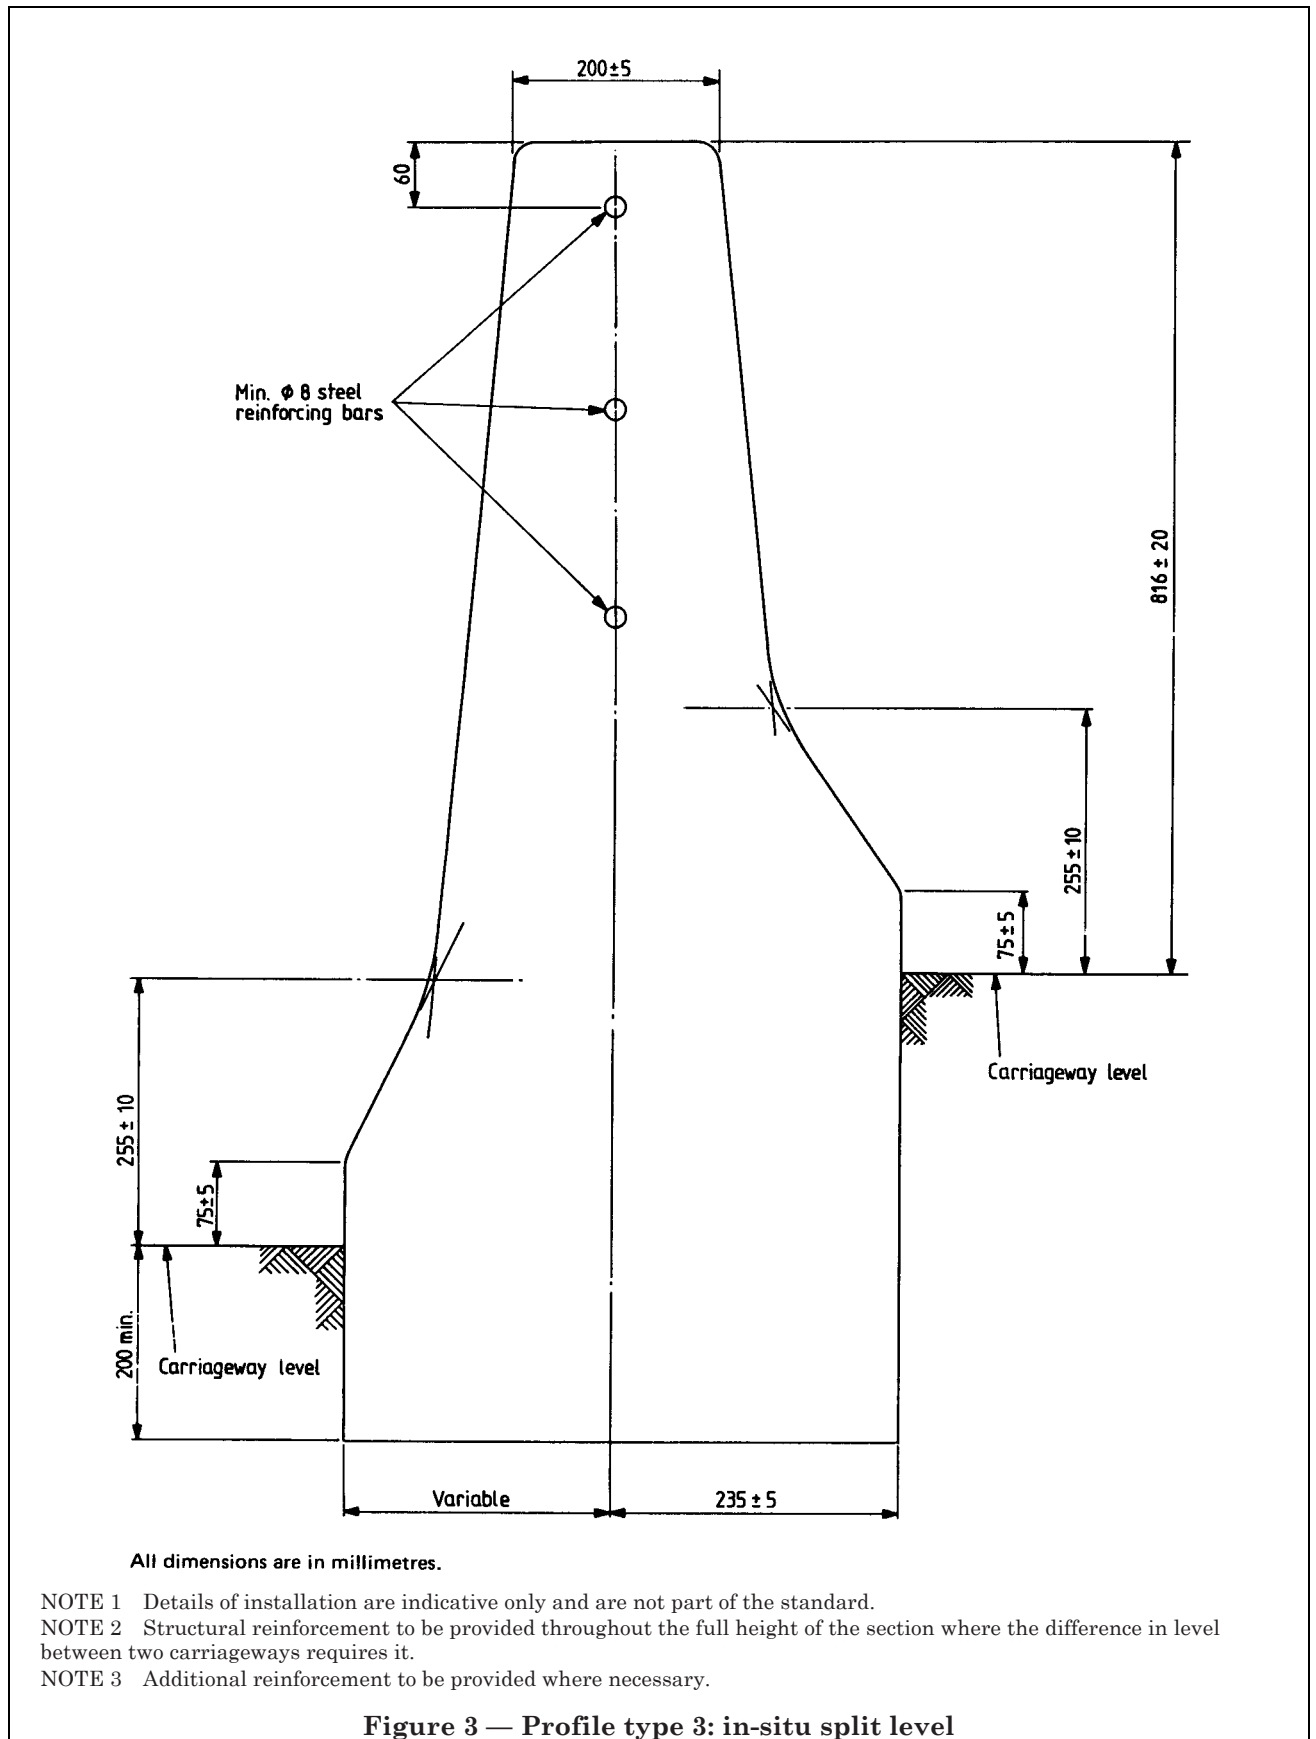 200±5
60
Min. ϕ 8 steel
reinforcing bars
816 ± 20
255 ± 10
75±5
Carriageway level
255 ± 10
75±5
200 min.
Carriageway level
Variable
235 ± 5
All dimensions are in millimetres.
NOTE 1 Details of installation are indicative only and are not part of the standard.
NOTE 2 Structural reinforcement to be provided throughout the full height of the section where the difference in level
between two carriageways requires it.
NOTE 3 Additional reinforcement to be provided where necessary.
Figure 3 — Profile type 3: in-situ split level